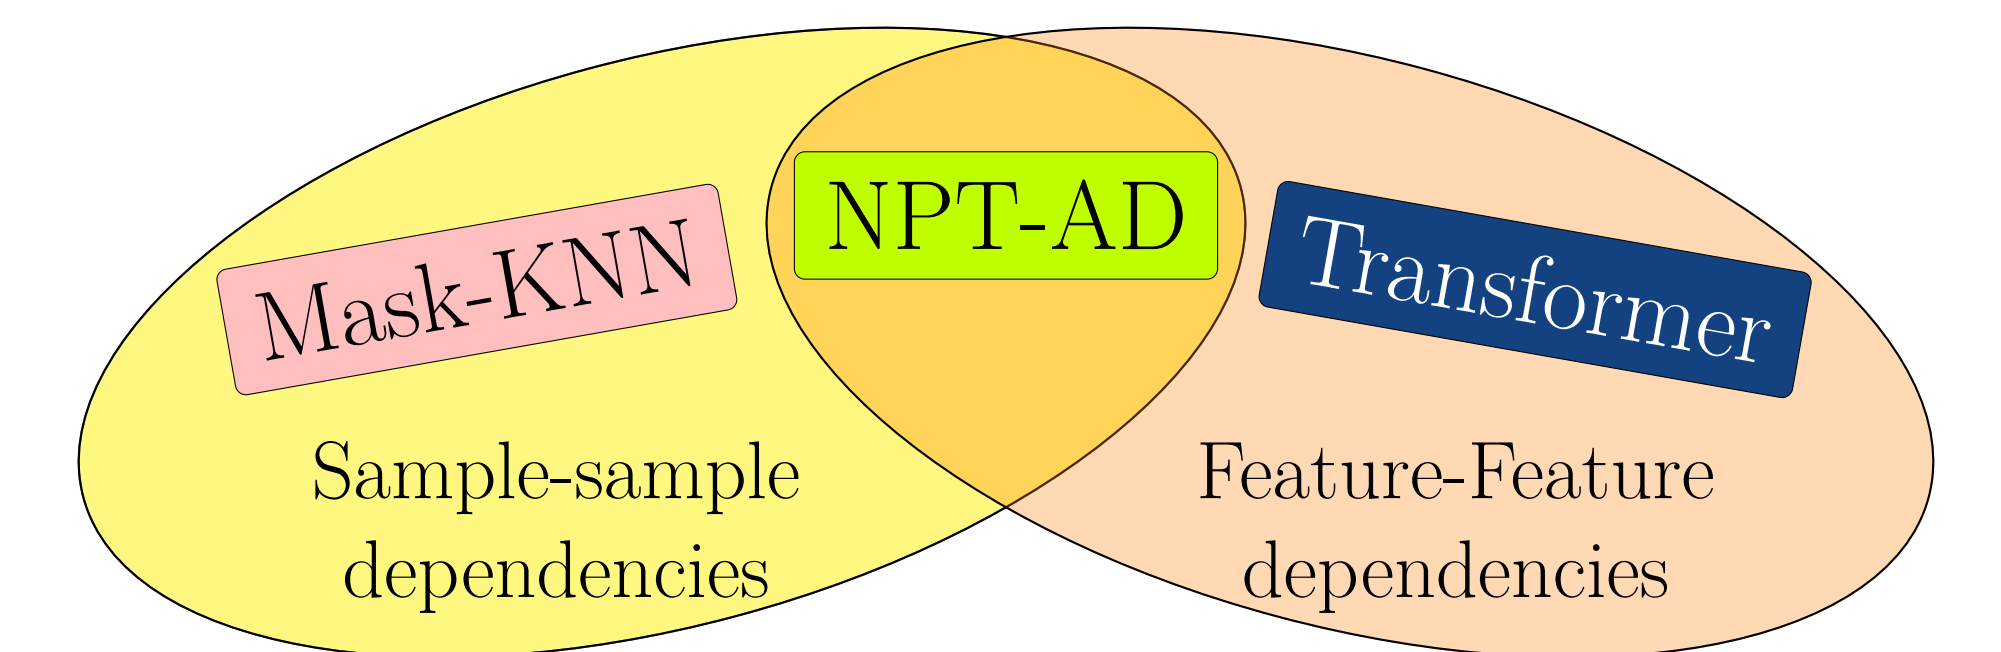 NPT-AD
Mask-KNN
Transformer
Sample-sample
dependencies
Feature-Feature
dependencies